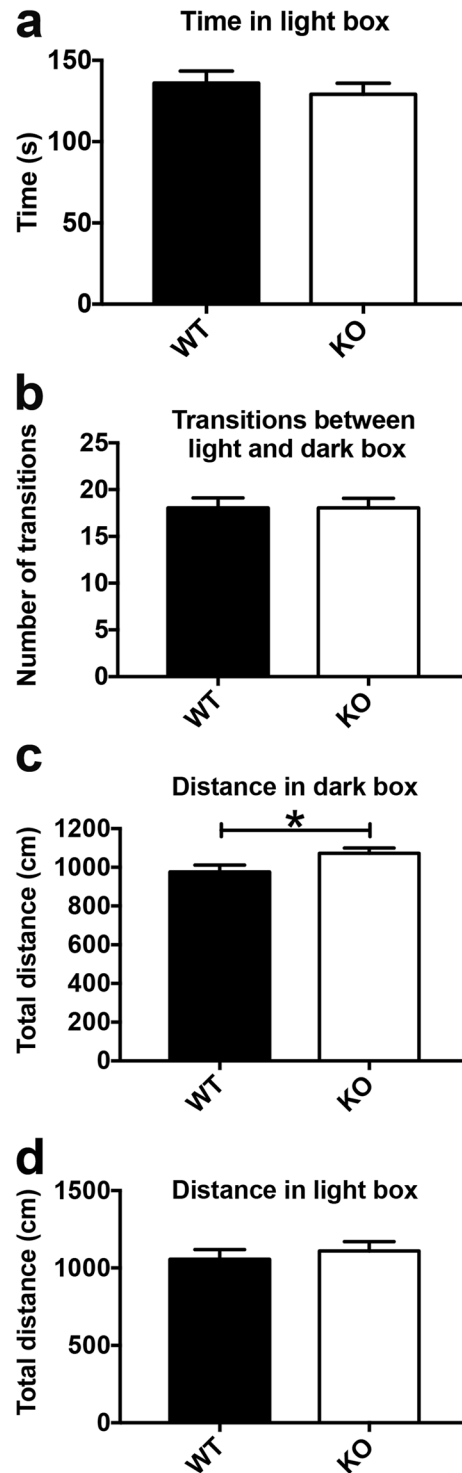 a
Time in light box
Time (s)
150
100
50
0
WT
KO
b
Transitions between
light and dark box
Number of transitions
25
20
15
10
5
0
WT
KO
c
Distance in dark box
Total distance (cm)
1200
1000
800
600
400
200
0
*
WT
KO
d
Distance in light box
Total distance (cm)
1500
1000
500
0
WT
KO